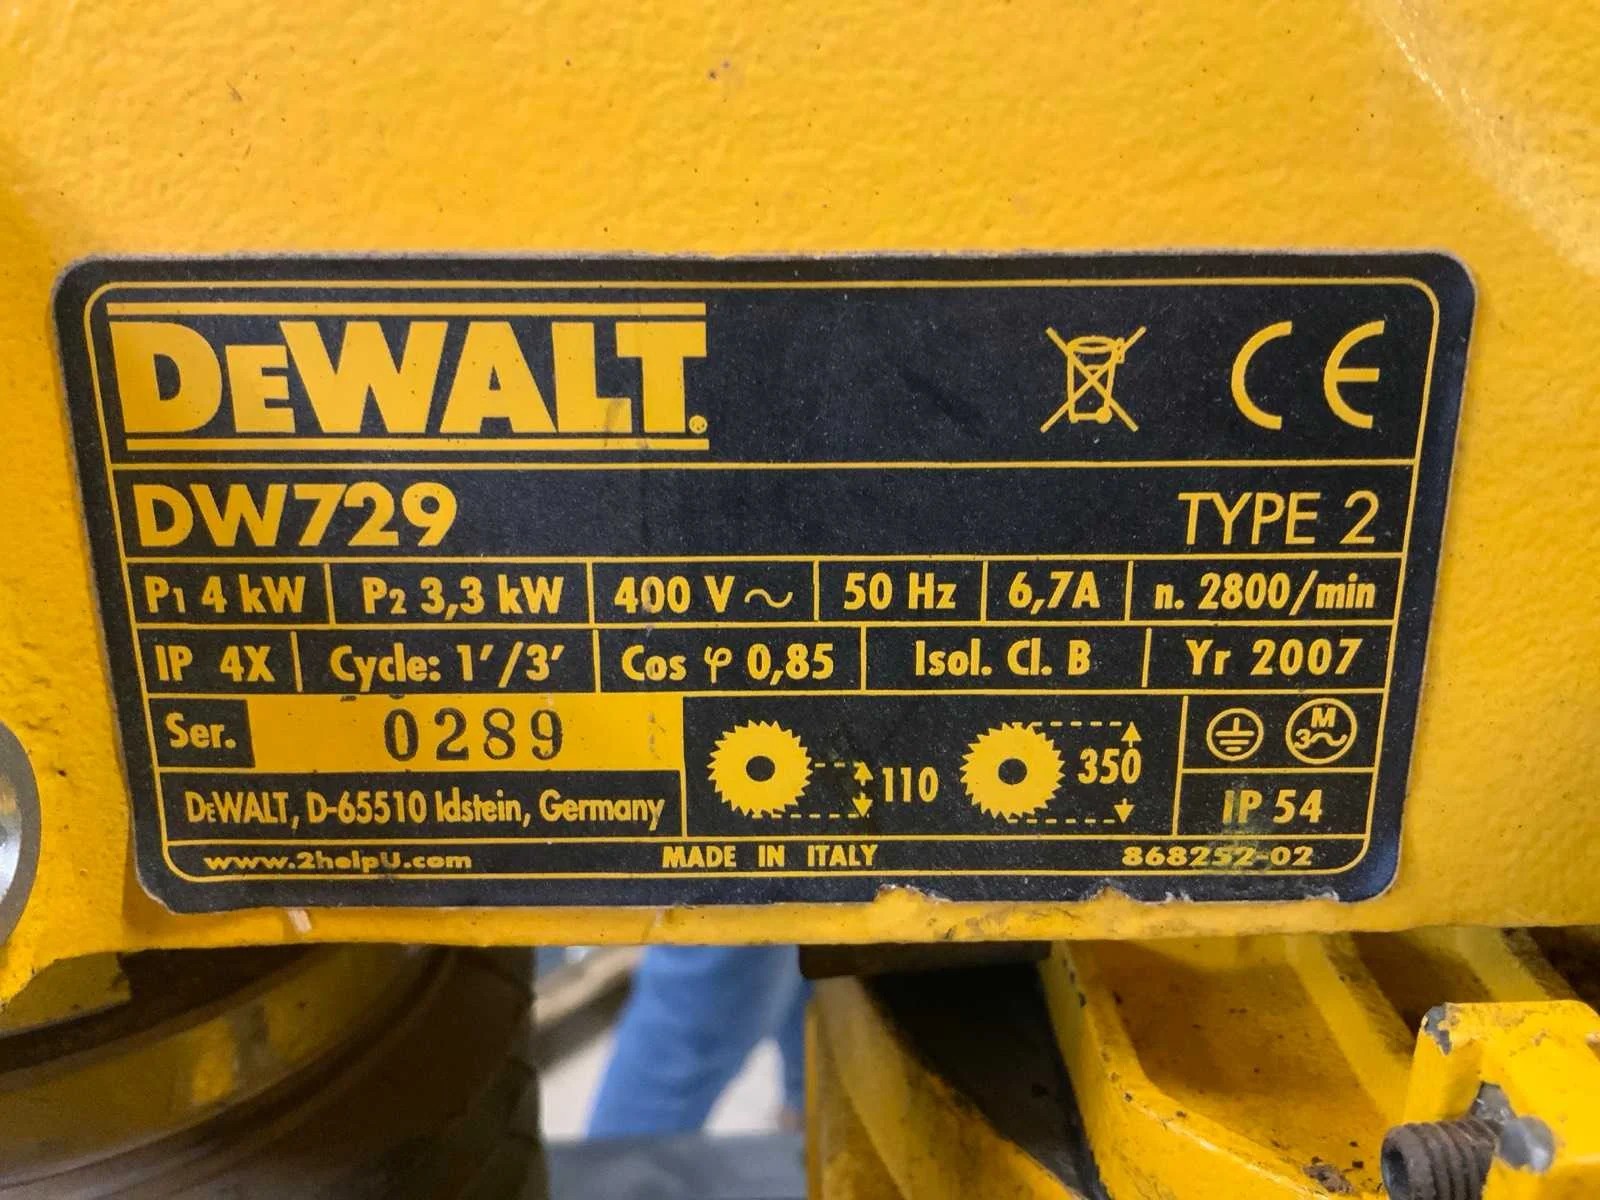 DEWALT®
CE
DW729 TYPE 2
P1 4 kW P2 3,3 kW 400 V ~ 50 Hz 6,7A n. 2800/min
IP 4X Cycle: 1'/3' Cos φ 0,85 Isol. Cl. B Yr 2007
Ser. 0289
110 350 M 3~
DEWALT, D-65510 Idstein, Germany IP 54
www.2helpU.com MADE IN ITALY 868252-02